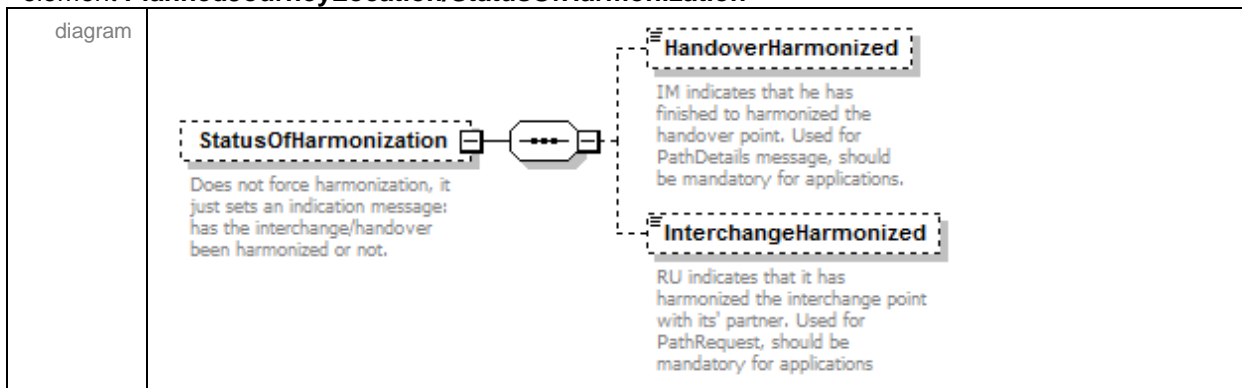 element PlannedJourneyLocation/StatusOfHarmonization
diagram
HandoverHarmonized
IM indicates that he has
finished to harmonized the
handover point. Used for
PathDetails message, should
be mandatory for applications.
StatusOfHarmonization
Does not force harmonization, it
just sets an indication message:
has the interchange/handover
been harmonized or not.
InterchangeHarmonized
RU indicates that it has
harmonized the interchange point
with its' partner. Used for
PathRequest, should be
mandatory for applications